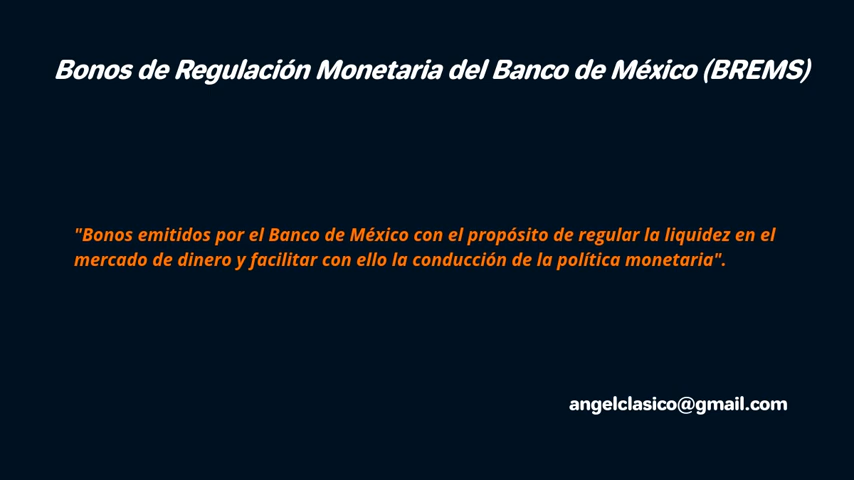 Bonos de Regulación Monetaria del Banco de México (BREMS)
"Bonos emitidos por el Banco de México con el propósito de regular la liquidez en el
mercado de dinero y facilitar con ello la conducción de la política monetaria".
angelclasico@gmail.com